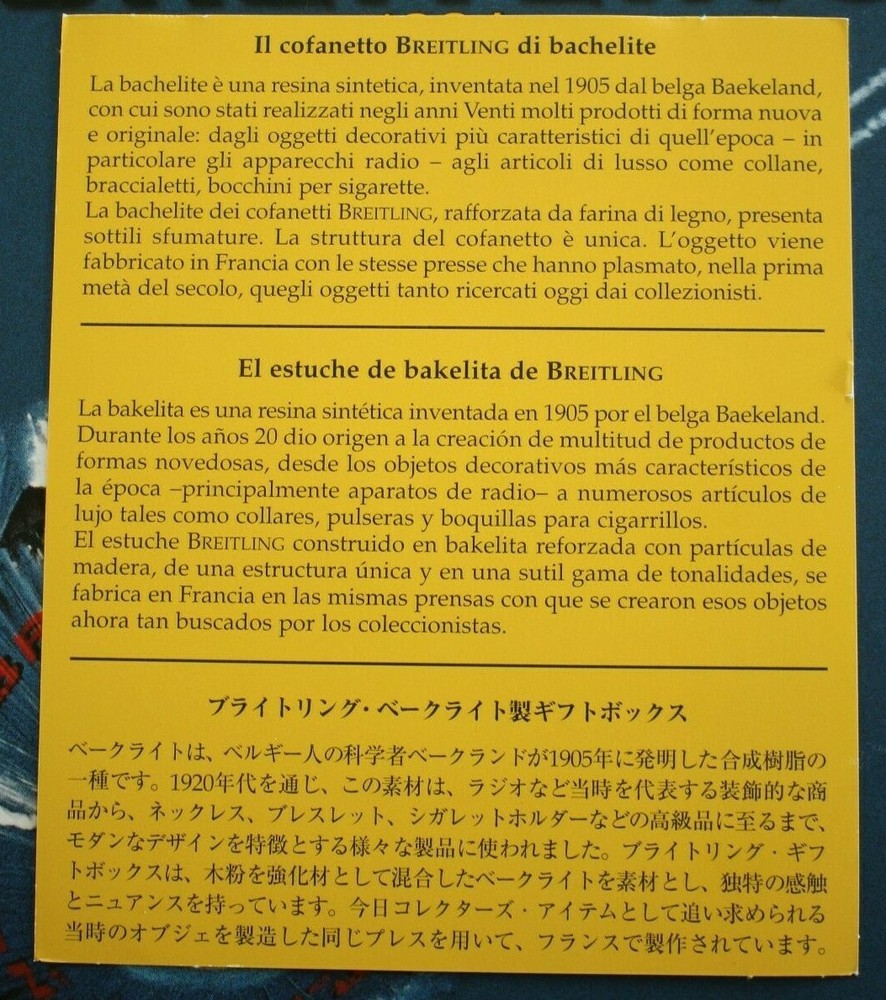 Il cofanetto BREITLING di bachelite
La bachelite è una resina sintetica, inventata nel 1905 dal belga Baekeland,
con cui sono stati realizzati negli anni Venti molti prodotti di forma nuova
e originale: dagli oggetti decorativi più caratteristici di quell'epoca – in
particolare gli apparecchi radio – agli articoli di lusso come collane,
braccialetti, bocchini per sigarette.
La bachelite dei cofanetti BREITLING, rafforzata da farina di legno, presenta
sottili sfumature. La struttura del cofanetto è unica. L'oggetto viene
fabbricato in Francia con le stesse presse che hanno plasmato, nella prima
metà del secolo, quegli oggetti tanto ricercati oggi dai collezionisti.
El estuche de bakelita de BREITLING
La bakelita es una resina sintética inventada en 1905 por el belga Baekeland.
Durante los años 20 dio origen a la creación de multitud de productos de
formas novedosas, desde los objetos decorativos más característicos de
la época –principalmente aparatos de radio– a numerosos artículos de
lujo tales como collares, pulseras y boquillas para cigarrillos.
El estuche BREITLING construido en bakelita reforzada con partículas de
madera, de una estructura única y en una sutil gama de tonalidades, se
fabrica en Francia en las mismas prensas con que se crearon esos objetos
ahora tan buscados por los coleccionistas.
ブライトリング・ベークライト製ギフトボックス
ベークライトは、ベルギー人の科学者ベークランドが1905年に発明した合成樹脂の
一種です。1920年代を通じ、この素材は、ラジオなど当時を代表する装飾的な商
品から、ネックレス、ブレスレット、シガレットホルダーなどの高級品に至るまで、
モダンなデザインを特徴とする様々な製品に使われました。ブライトリング・ギフ
トボックスは、木粉を強化材として混合したベークライトを素材とし、独特の感触
とニュアンスを持っています。今日コレクターズ・アイテムとして追い求められる
当時のオブジェを製造した同じプレスを用いて、フランスで製作されています。